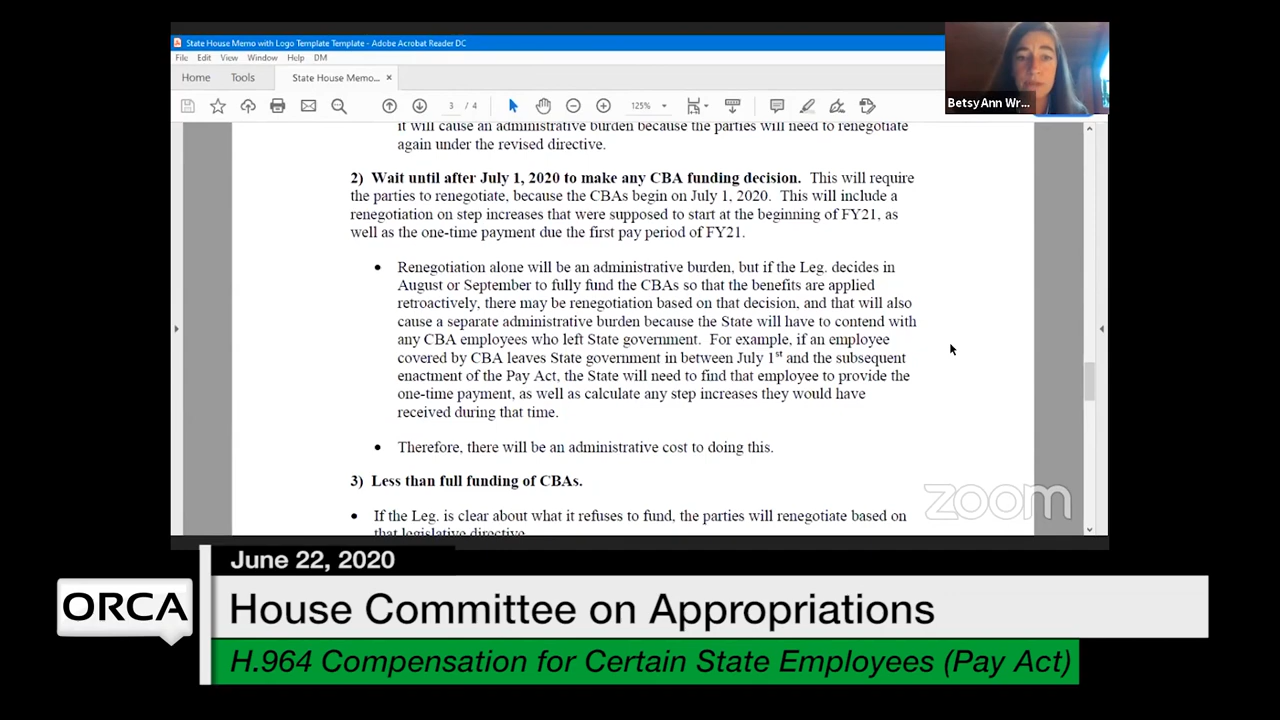 State House Memo with Logo Template Template - Adobe Acrobat Reader DC
File Edit View Window Help DM
Home Tools State House Memo... ×
3 / 4 125%
Betsy Ann Wr...
it will cause an administrative burden because the parties will need to renegotiate
again under the revised directive.
2) Wait until after July 1, 2020 to make any CBA funding decision. This will require
the parties to renegotiate, because the CBAs begin on July 1, 2020. This will include a
renegotiation on step increases that were supposed to start at the beginning of FY21, as
well as the one-time payment due the first pay period of FY21.
• Renegotiation alone will be an administrative burden, but if the Leg. decides in
August or September to fully fund the CBAs so that the benefits are applied
retroactively, there may be renegotiation based on that decision, and that will also
cause a separate administrative burden because the State will have to contend with
any CBA employees who left State government. For example, if an employee
covered by CBA leaves State government in between July 1st and the subsequent
enactment of the Pay Act, the State will need to find that employee to provide the
one-time payment, as well as calculate any step increases they would have
received during that time.
• Therefore, there will be an administrative cost to doing this.
3) Less than full funding of CBAs.
• If the Leg. is clear about what it refuses to fund, the parties will renegotiate based on
that legislative directive.
zoom
June 22, 2020
ORCA
House Committee on Appropriations
H.964 Compensation for Certain State Employees (Pay Act)